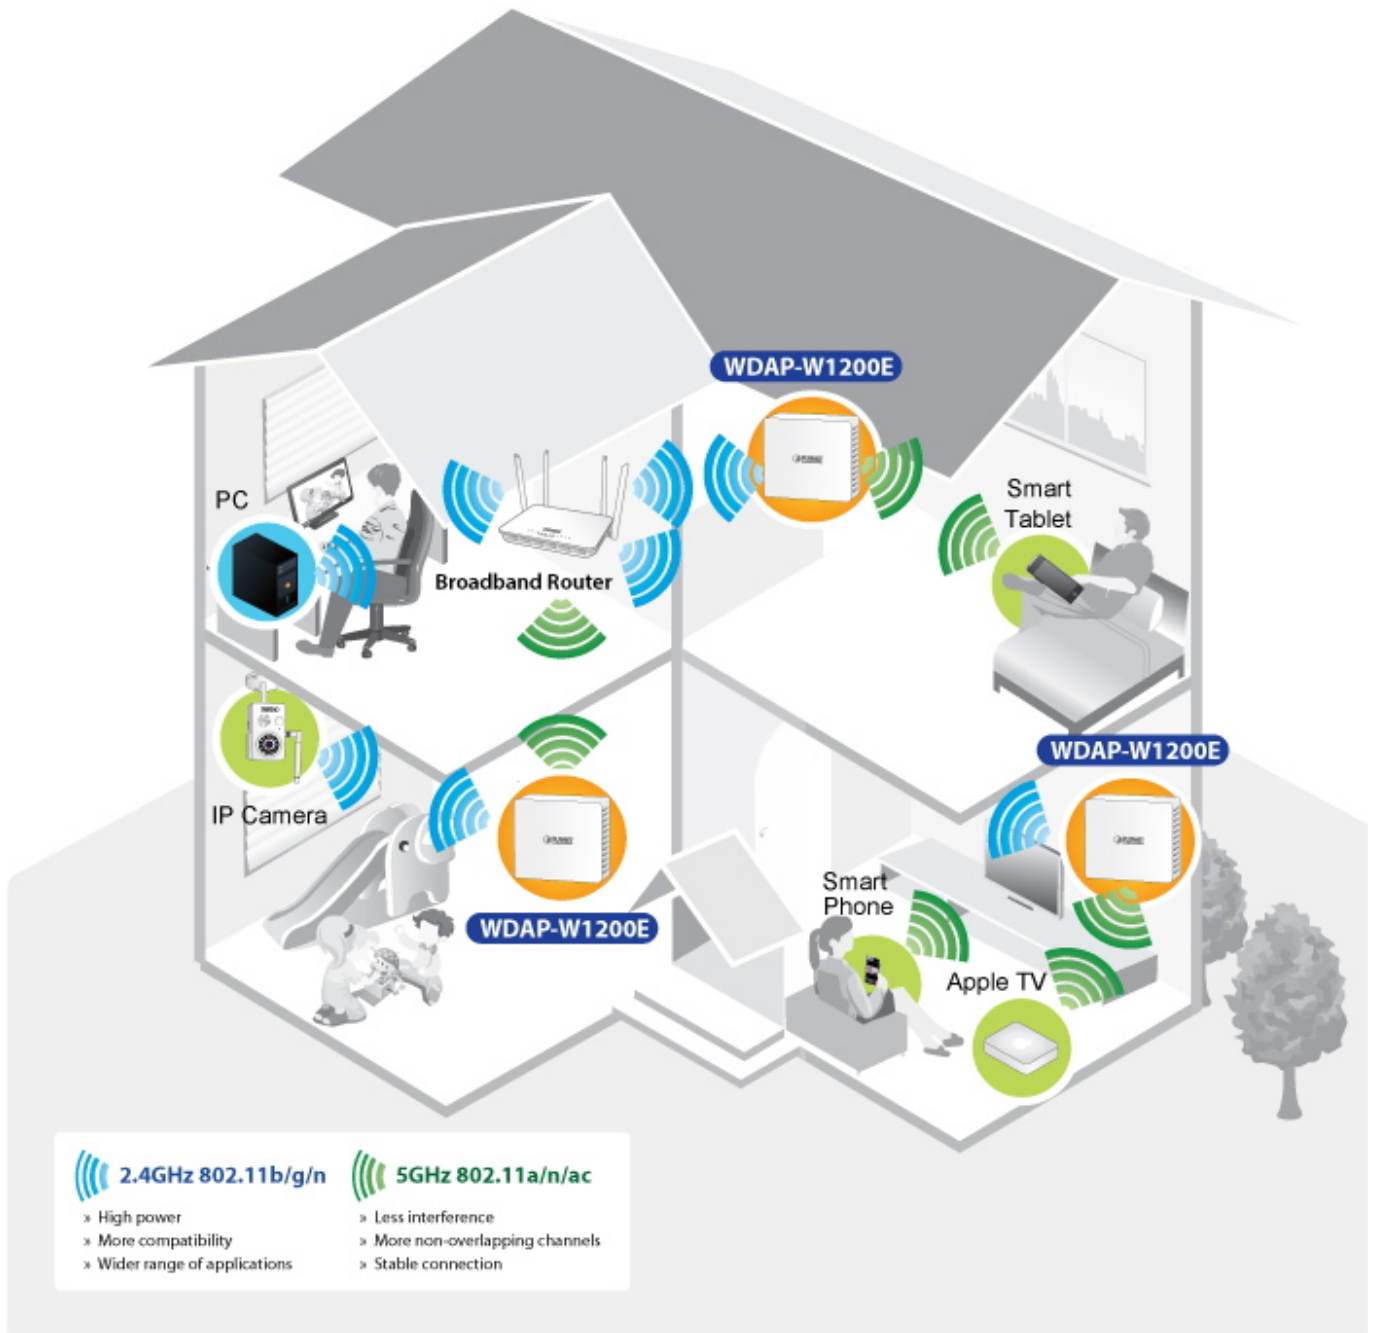 WDAP-W1200E
Smart
Tablet
PC
Broadband Router
WDAP-W1200E
IP Camera
Smart
Phone
WDAP-W1200E
Apple TV
2.4GHz 802.11b/g/n
» High power
» More compatibility
» Wider range of applications
5GHz 802.11a/n/ac
» Less interference
» More non-overlapping channels
» Stable connection